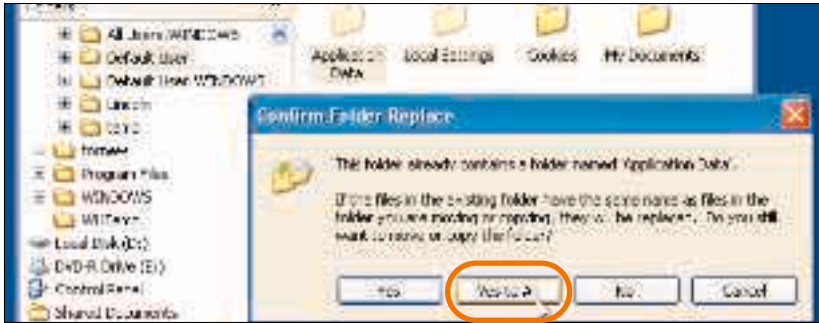 All Users.WINDOWS
Default User
Default User.WINDOWS
Lincoln
temp
Program Files
WINDOWS
WUTemp
Local Disk (D:)
DVD-R Drive (E:)
Control Panel
Shared Documents
Application Data
Local Settings
Cookies
My Documents
Confirm Folder Replace
This folder already contains a folder named 'Application Data'.
If the files in the existing folder have the same name as files in the
folder you are moving or copying, they will be replaced. Do you still
want to move or copy the folder?
Yes
Yes to All
No
Cancel